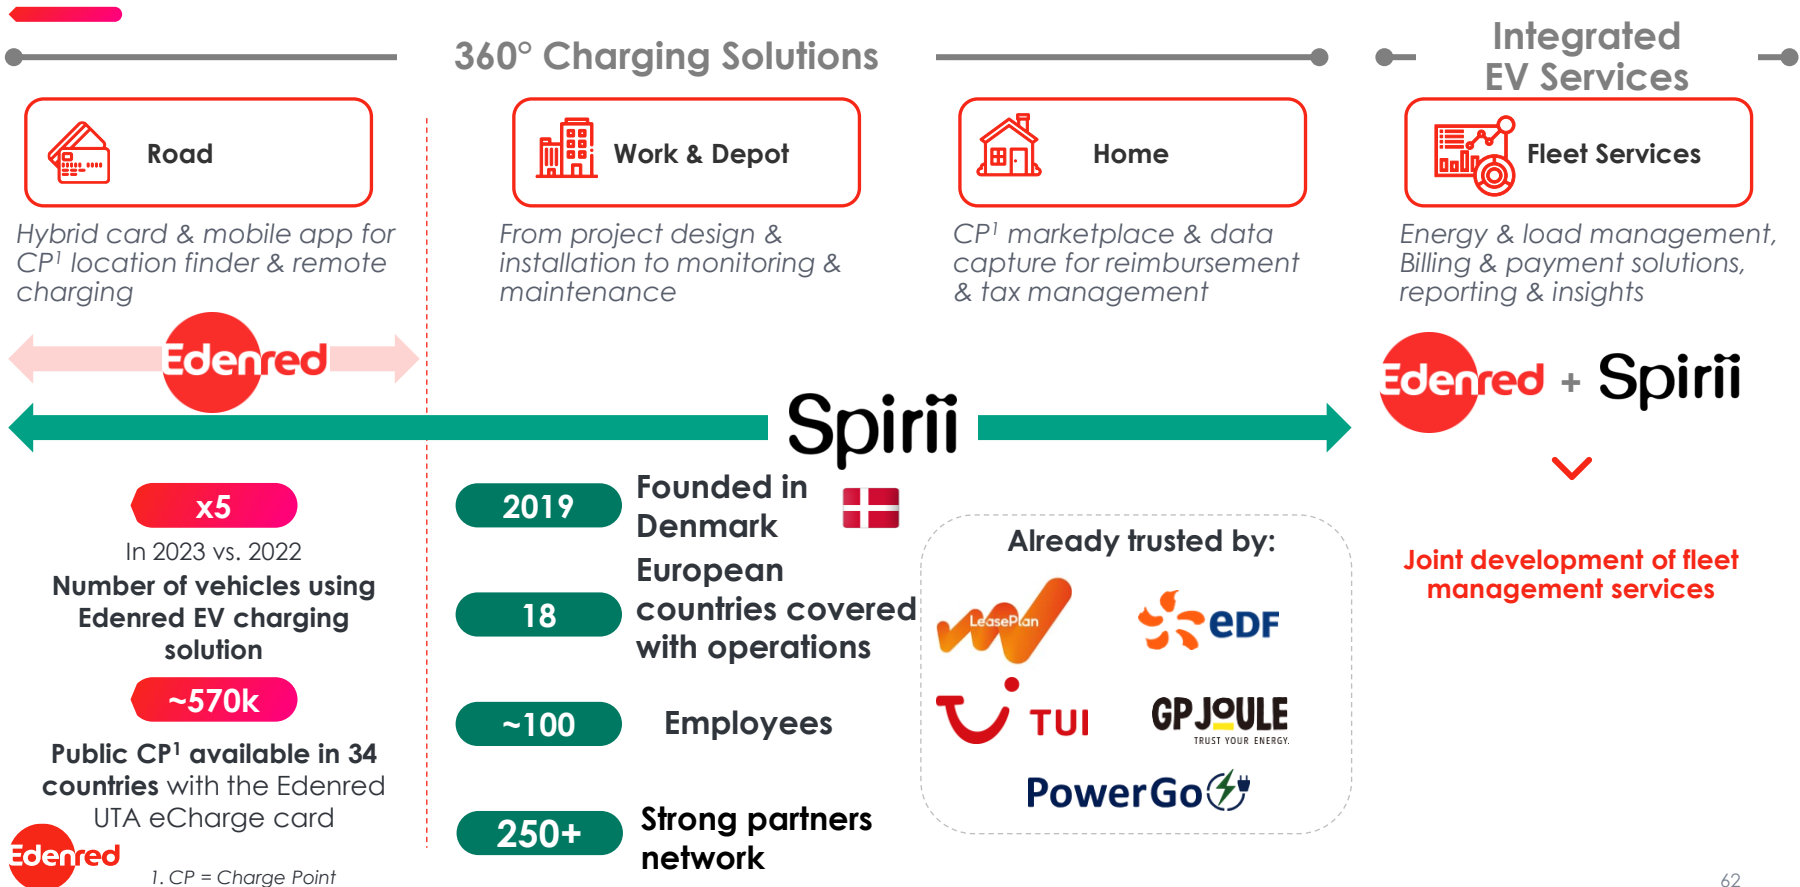 360° Charging Solutions
Integrated
EV Services
Road
Work & Depot
Home
Fleet Services
Hybrid card & mobile app for
CP¹ location finder & remote
charging
From project design &
installation to monitoring &
maintenance
CP¹ marketplace & data
capture for reimbursement
& tax management
Energy & load management,
Billing & payment solutions,
reporting & insights
Edenred
Spirii
Edenred + Spirii
x5
In 2023 vs. 2022
Number of vehicles using
Edenred EV charging
solution
~570k
Public CP¹ available in 34
countries with the Edenred
UTA eCharge card
2019
Founded in
Denmark
18
European
countries covered
with operations
~100
Employees
250+
Strong partners
network
Already trusted by:
LeasePlan
eDF
TUI
GP JOULE
TRUST YOUR ENERGY.
PowerGo
Joint development of fleet
management services
Edenred
1. CP = Charge Point
62